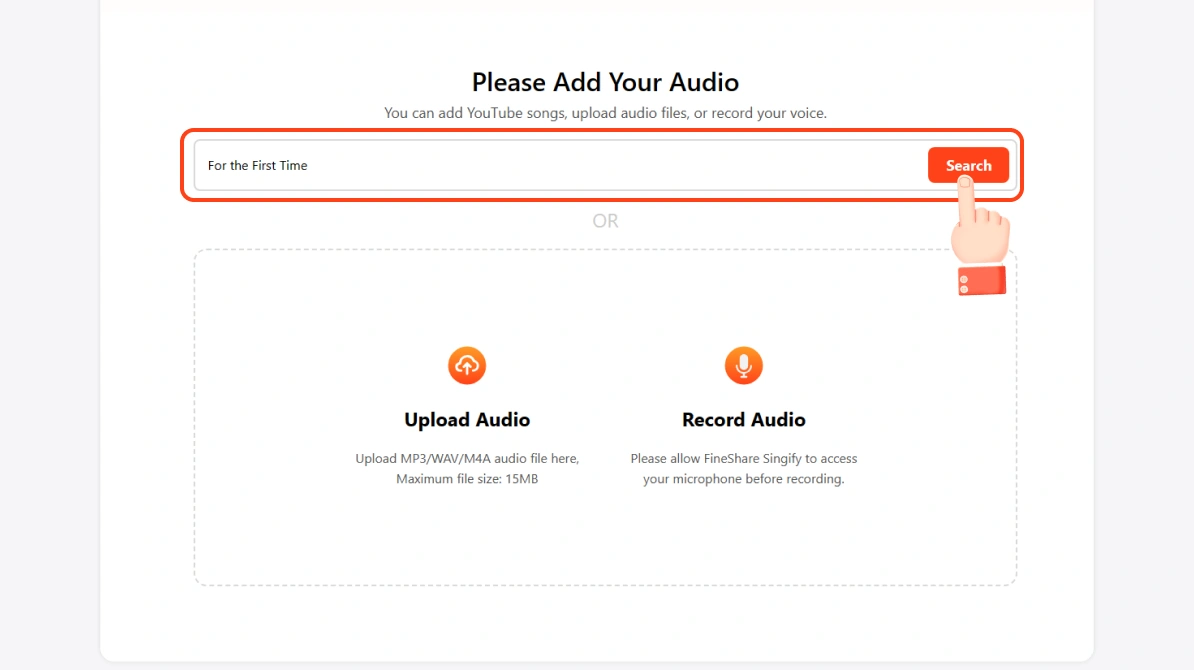 Please Add Your Audio
You can add YouTube songs, upload audio files, or record your voice.
For the First Time
Search
OR
Upload Audio
Upload MP3/WAV/M4A audio file here,
Maximum file size: 15MB
Record Audio
Please allow FineShare Singify to access
your microphone before recording.